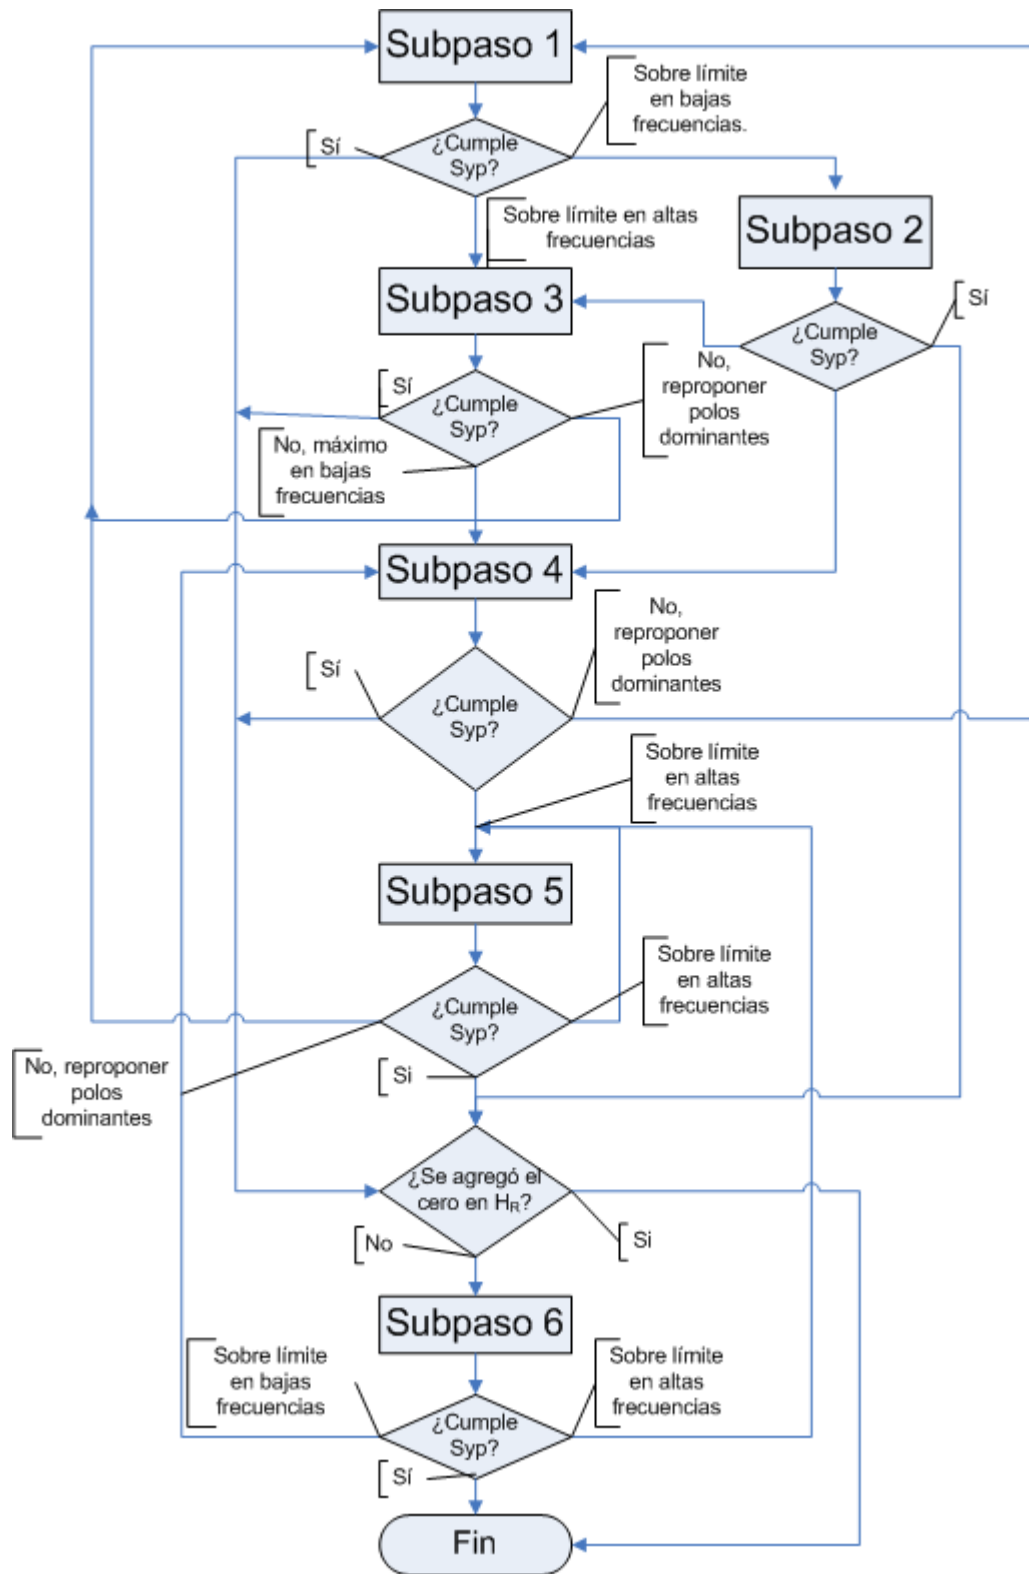 Subpaso 1
Sobre límite
en bajas
frecuencias.
Sí
¿Cumple
Syp?
Sobre límite en altas
frecuencias
Subpaso 2
Subpaso 3
Sí
¿Cumple
Syp?
Sí
¿Cumple
Syp?
No,
reproponer
polos
dominantes
No, máximo
en bajas
frecuencias
Subpaso 4
No,
reproponer
polos
dominantes
Sí
¿Cumple
Syp?
Sobre límite
en altas
frecuencias
Subpaso 5
Sobre límite
en altas
frecuencias
¿Cumple
Syp?
No, reproponer
polos
dominantes
Si
¿Se agregó el
cero en HR?
No
Si
Subpaso 6
Sobre límite
en bajas
frecuencias
Sobre límite
en altas
frecuencias
¿Cumple
Syp?
Sí
Fin